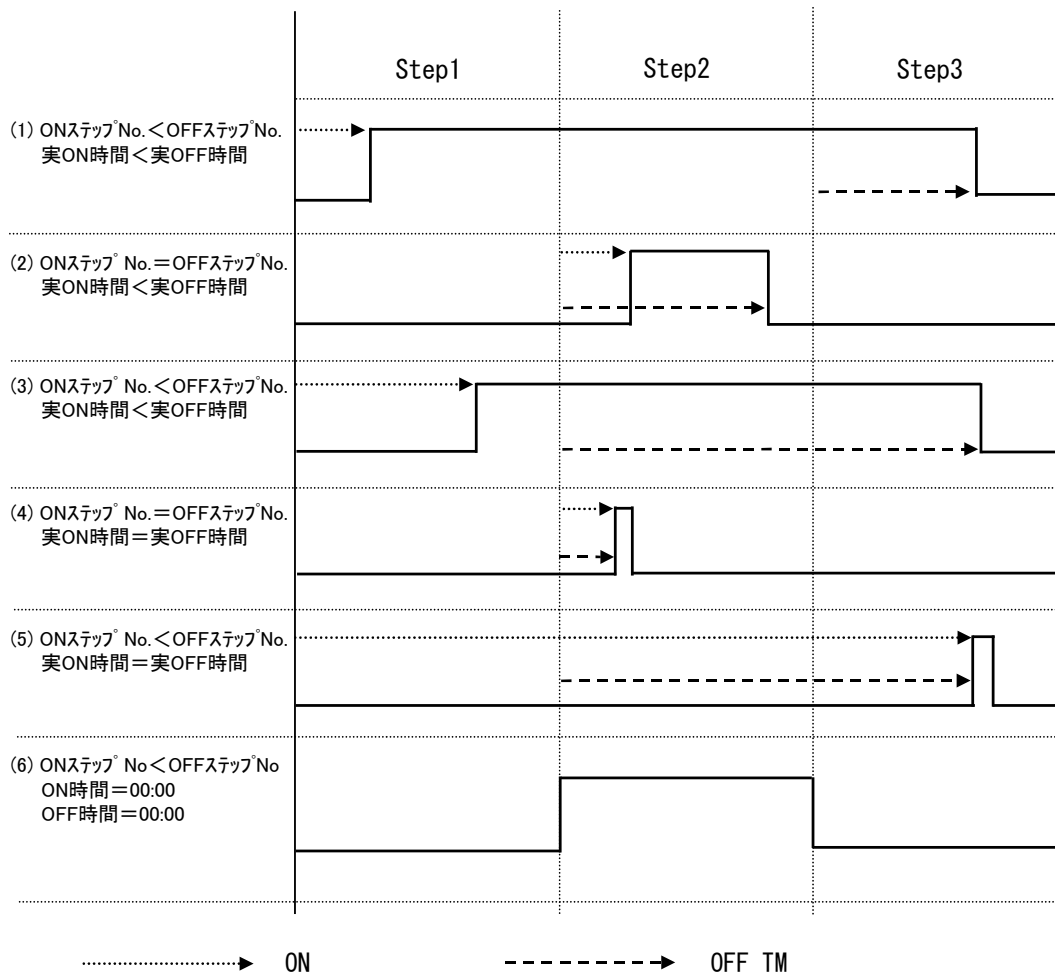 Step1 Step2 Step3
(1) ONｽﾃｯﾌﾟNo.＜OFFｽﾃｯﾌﾟNo.
実ON時間＜実OFF時間
(2) ONｽﾃｯﾌﾟ No.＝OFFｽﾃｯﾌﾟNo.
実ON時間＜実OFF時間
(3) ONｽﾃｯﾌﾟ No.＜OFFｽﾃｯﾌﾟNo.
実ON時間＜実OFF時間
(4) ONｽﾃｯﾌﾟ No.＝OFFｽﾃｯﾌﾟNo.
実ON時間＝実OFF時間
(5) ONｽﾃｯﾌﾟ No.＜OFFｽﾃｯﾌﾟNo.
実ON時間＝実OFF時間
(6) ONｽﾃｯﾌﾟ No＜OFFｽﾃｯﾌﾟNo
ON時間＝00:00
OFF時間＝00:00
ON OFF TM